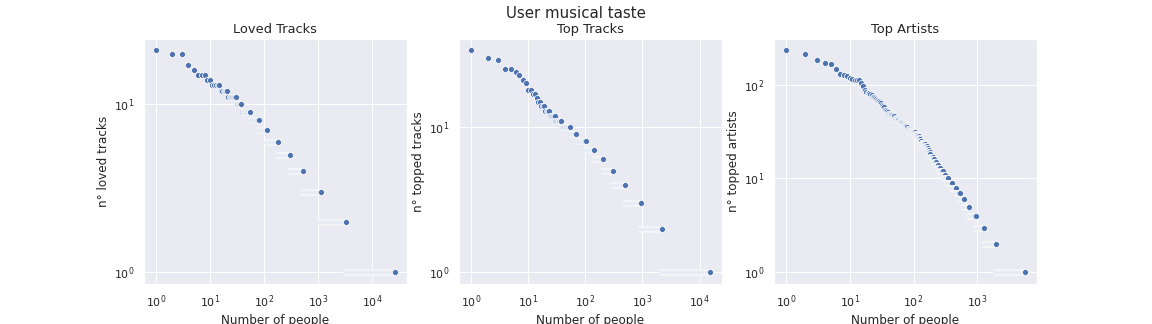 User musical taste
Loved Tracks
Top Tracks
Top Artists
n° loved tracks
10¹
10⁰
10⁰ 10¹ 10² 10³ 10⁴
Number of people
n° topped tracks
10¹
10⁰
10⁰ 10¹ 10² 10³ 10⁴
Number of people
n° topped artists
10²
10¹
10⁰
10⁰ 10¹ 10² 10³
Number of people